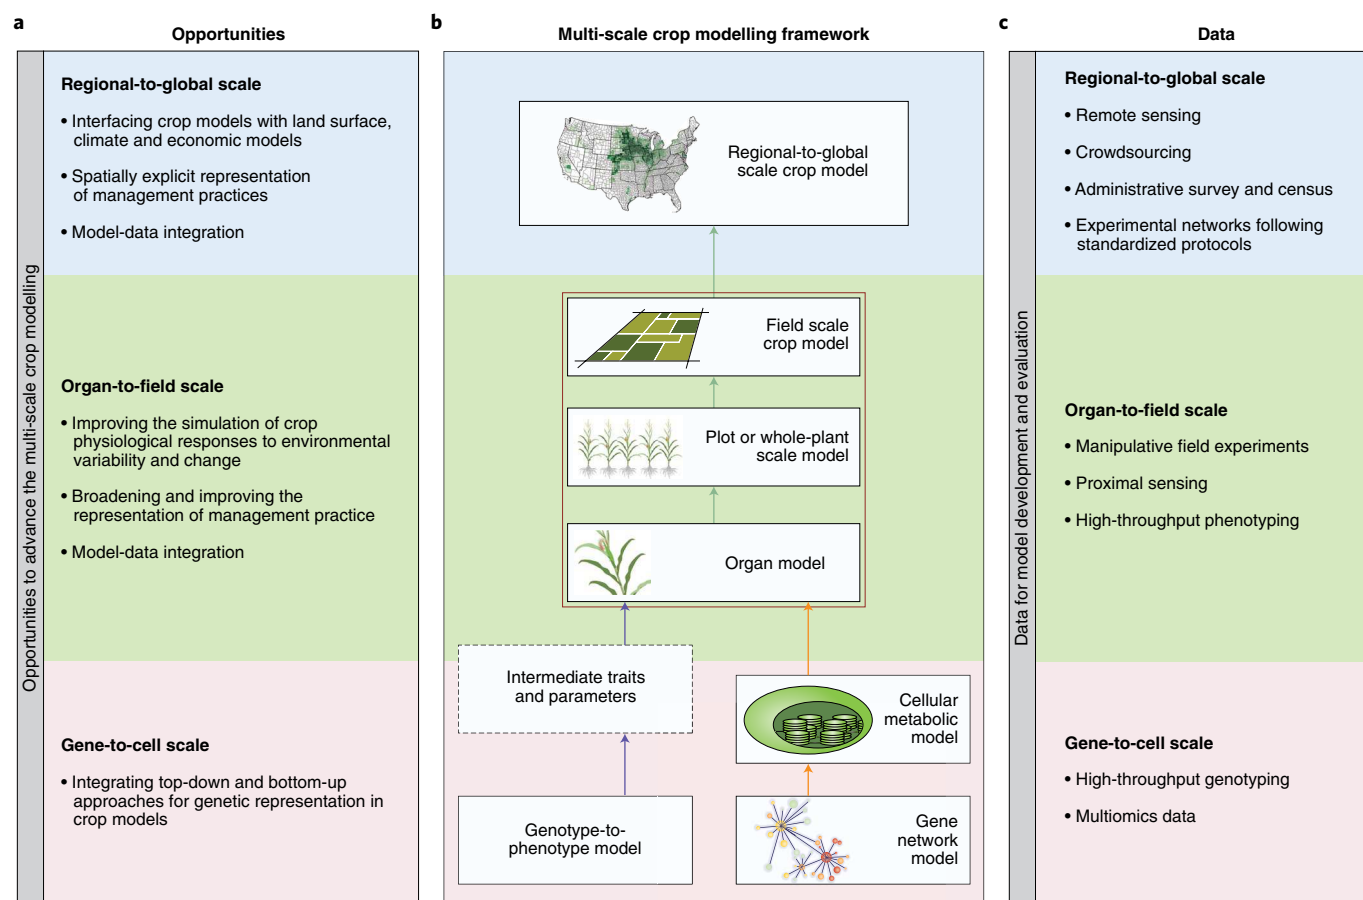 a
Opportunities
Opportunities to advance the multi-scale crop modelling
Regional-to-global scale
• Interfacing crop models with land surface,
climate and economic models
• Spatially explicit representation
of management practices
• Model-data integration
Organ-to-field scale
• Improving the simulation of crop
physiological responses to environmental
variability and change
• Broadening and improving the
representation of management practice
• Model-data integration
Gene-to-cell scale
• Integrating top-down and bottom-up
approaches for genetic representation in
crop models
b
Multi-scale crop modelling framework
Regional-to-global
scale crop model
Field scale
crop model
Plot or whole-plant
scale model
Organ model
Intermediate traits
and parameters
Cellular
metabolic
model
Genotype-to-
phenotype model
Gene
network
model
c
Data
Data for model development and evaluation
Regional-to-global scale
• Remote sensing
• Crowdsourcing
• Administrative survey and census
• Experimental networks following
standardized protocols
Organ-to-field scale
• Manipulative field experiments
• Proximal sensing
• High-throughput phenotyping
Gene-to-cell scale
• High-throughput genotyping
• Multiomics data